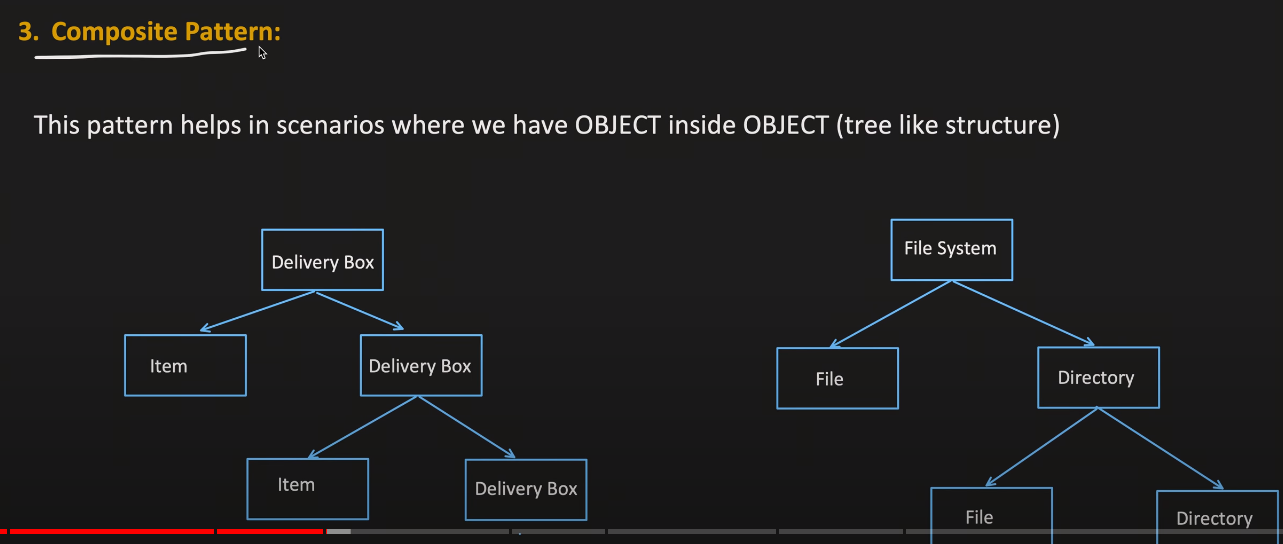 3. Composite Pattern:
This pattern helps in scenarios where we have OBJECT inside OBJECT (tree like structure)
Delivery Box
Item
Delivery Box
Item
Delivery Box
File System
File
Directory
File
Directory